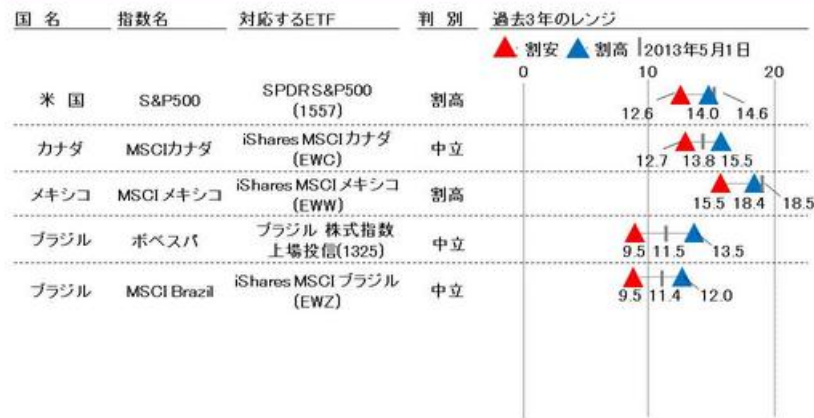 国 名 指数名 対応するETF 判 別 過去3年のレンジ
▲ 割安 ▲ 割高 |2013年5月1日
0 10 20
米 国 S&P500 SPDR S&P500 割高
(1557)
12.6 14.0 14.6
カナダ MSCIカナダ iShares MSCI カナダ 中立
(EWC)
12.7 13.8 15.5
メキシコ MSCI メキシコ iShares MSCI メキシコ 割高
(EWW)
15.5 18.4 18.5
ブラジル ボベスパ ブラジル 株式指数 中立
上場投信(1325)
9.5 11.5 13.5
ブラジル MSCI Brazil iShares MSCI ブラジル 中立
(EWZ)
9.5 11.4 12.0